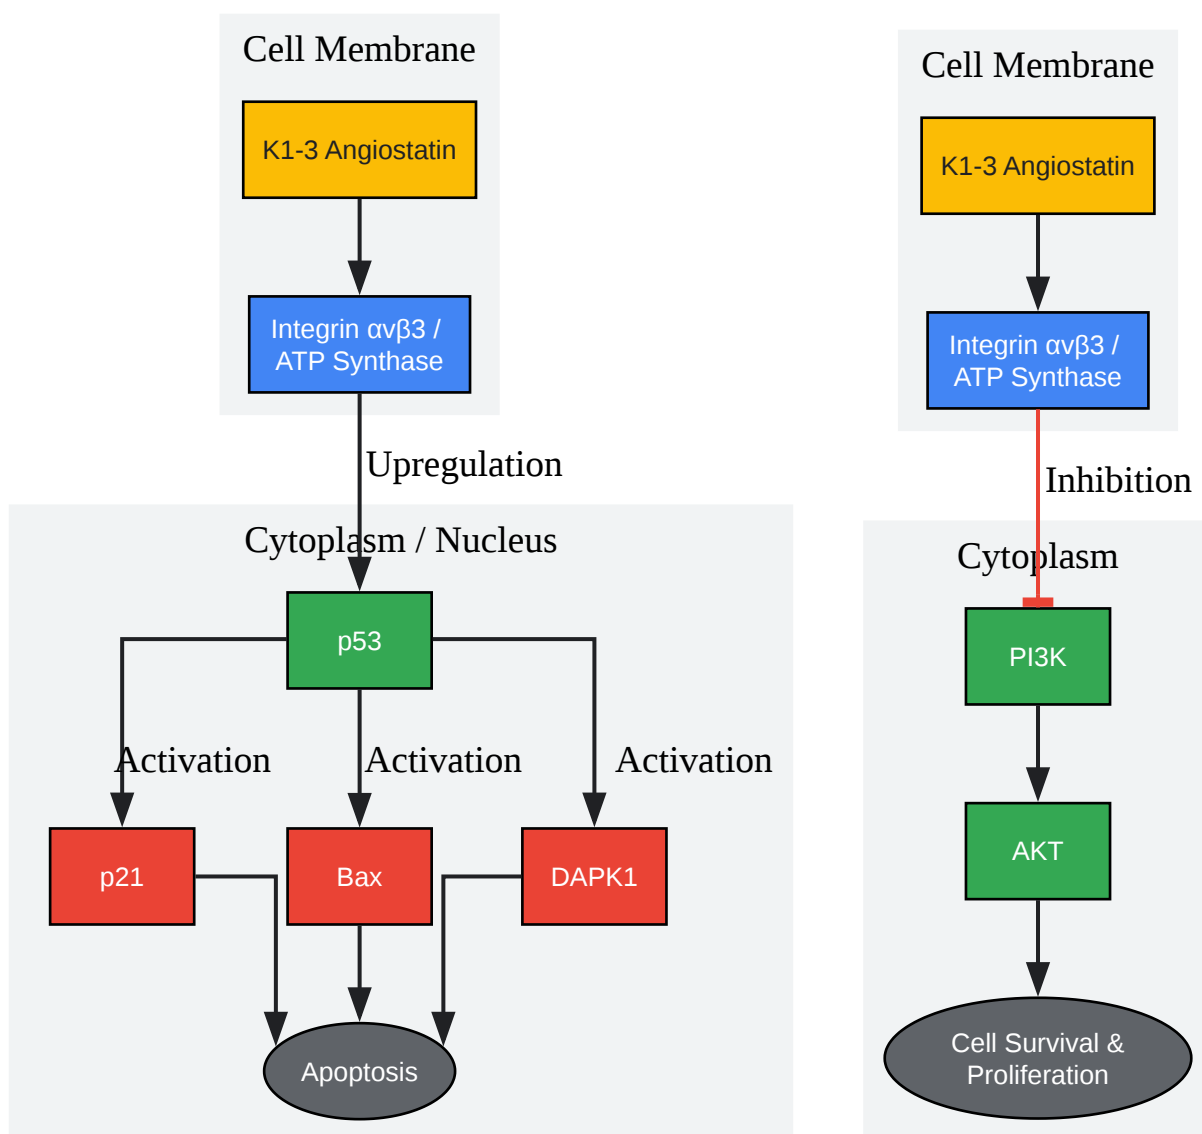 Cell Membrane
K1-3 Angiostatin
Integrin αvβ3 /
ATP Synthase
Upregulation
Cytoplasm / Nucleus
p53
Activation
Activation
Activation
p21
Bax
DAPK1
Apoptosis
Cell Membrane
K1-3 Angiostatin
Integrin αvβ3 /
ATP Synthase
Inhibition
Cytoplasm
PI3K
AKT
Cell Survival &
Proliferation